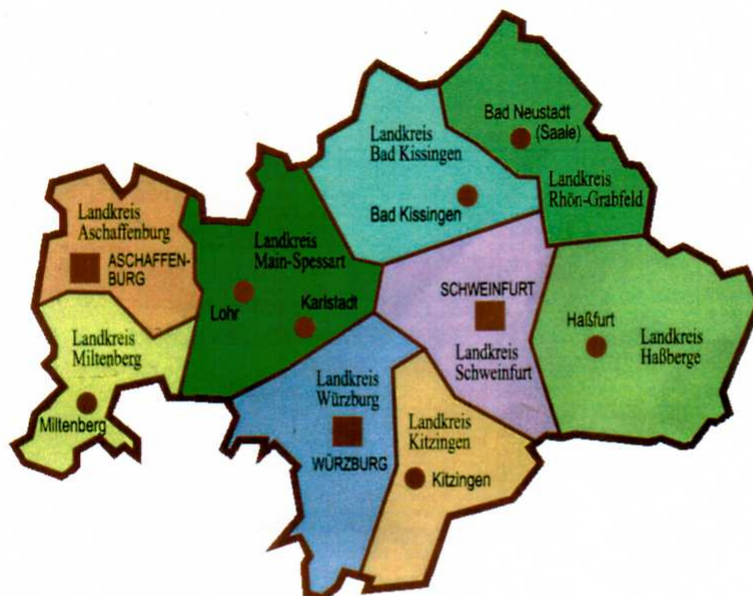 Bad Neustadt
(Saale)
Landkreis
Bad Kissingen
Landkreis
Rhön-Grabfeld
Bad Kissingen
Landkreis
Aschaffenburg
ASCHAFFEN-
BURG
Landkreis
Main-Spessart
Lohr
Karlstadt
SCHWEINFURT
Landkreis
Schweinfurt
Haßfurt
Landkreis
Haßberge
Landkreis
Miltenberg
Miltenberg
Landkreis
Würzburg
WÜRZBURG
Landkreis
Kitzingen
Kitzingen